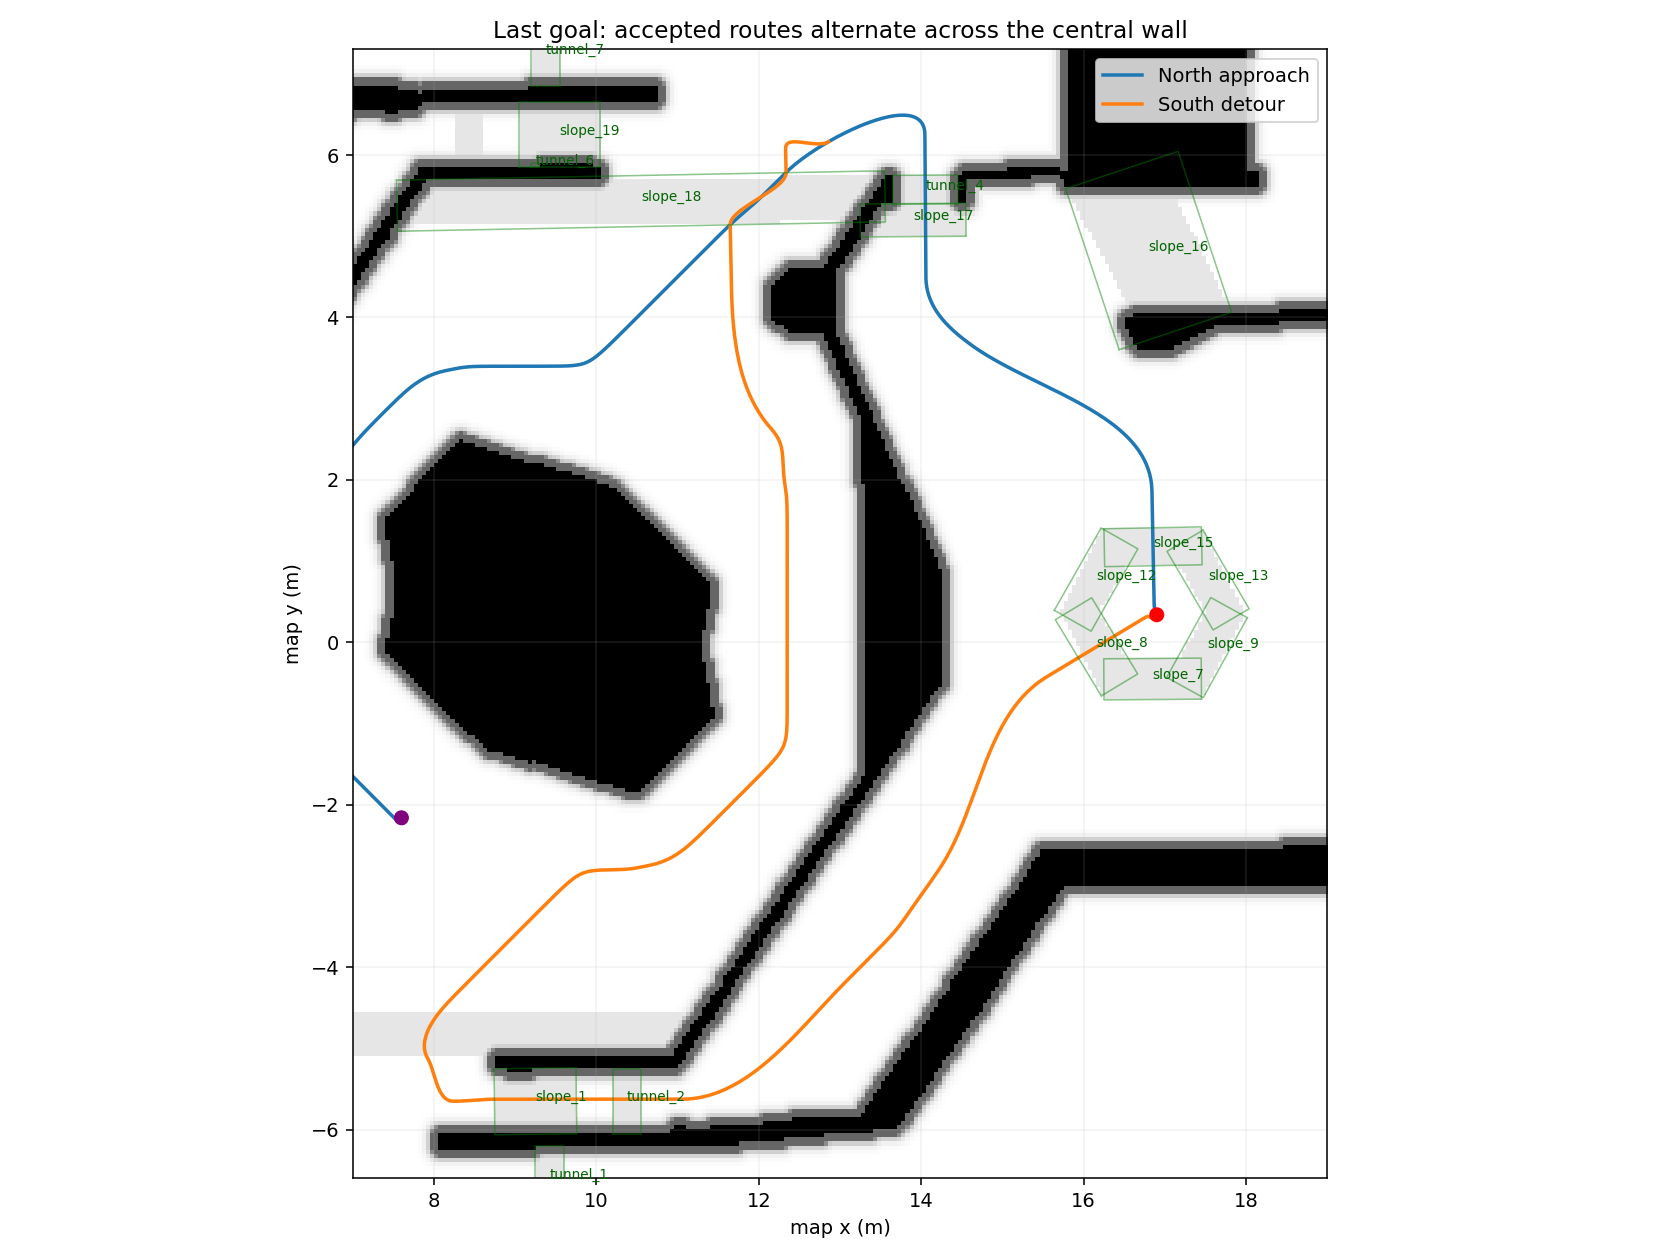 Last goal: accepted routes alternate across the central wall
North approach
South detour
tunnel_7
slope_19
tunnel_6
slope_18
tunnel_4
slope_17
slope_16
slope_15
slope_12
slope_13
slope_8
slope_9
slope_7
slope_1
tunnel_2
tunnel_1
6
4
2
0
−2
−4
−6
map y (m)
8
10
12
14
16
18
map x (m)